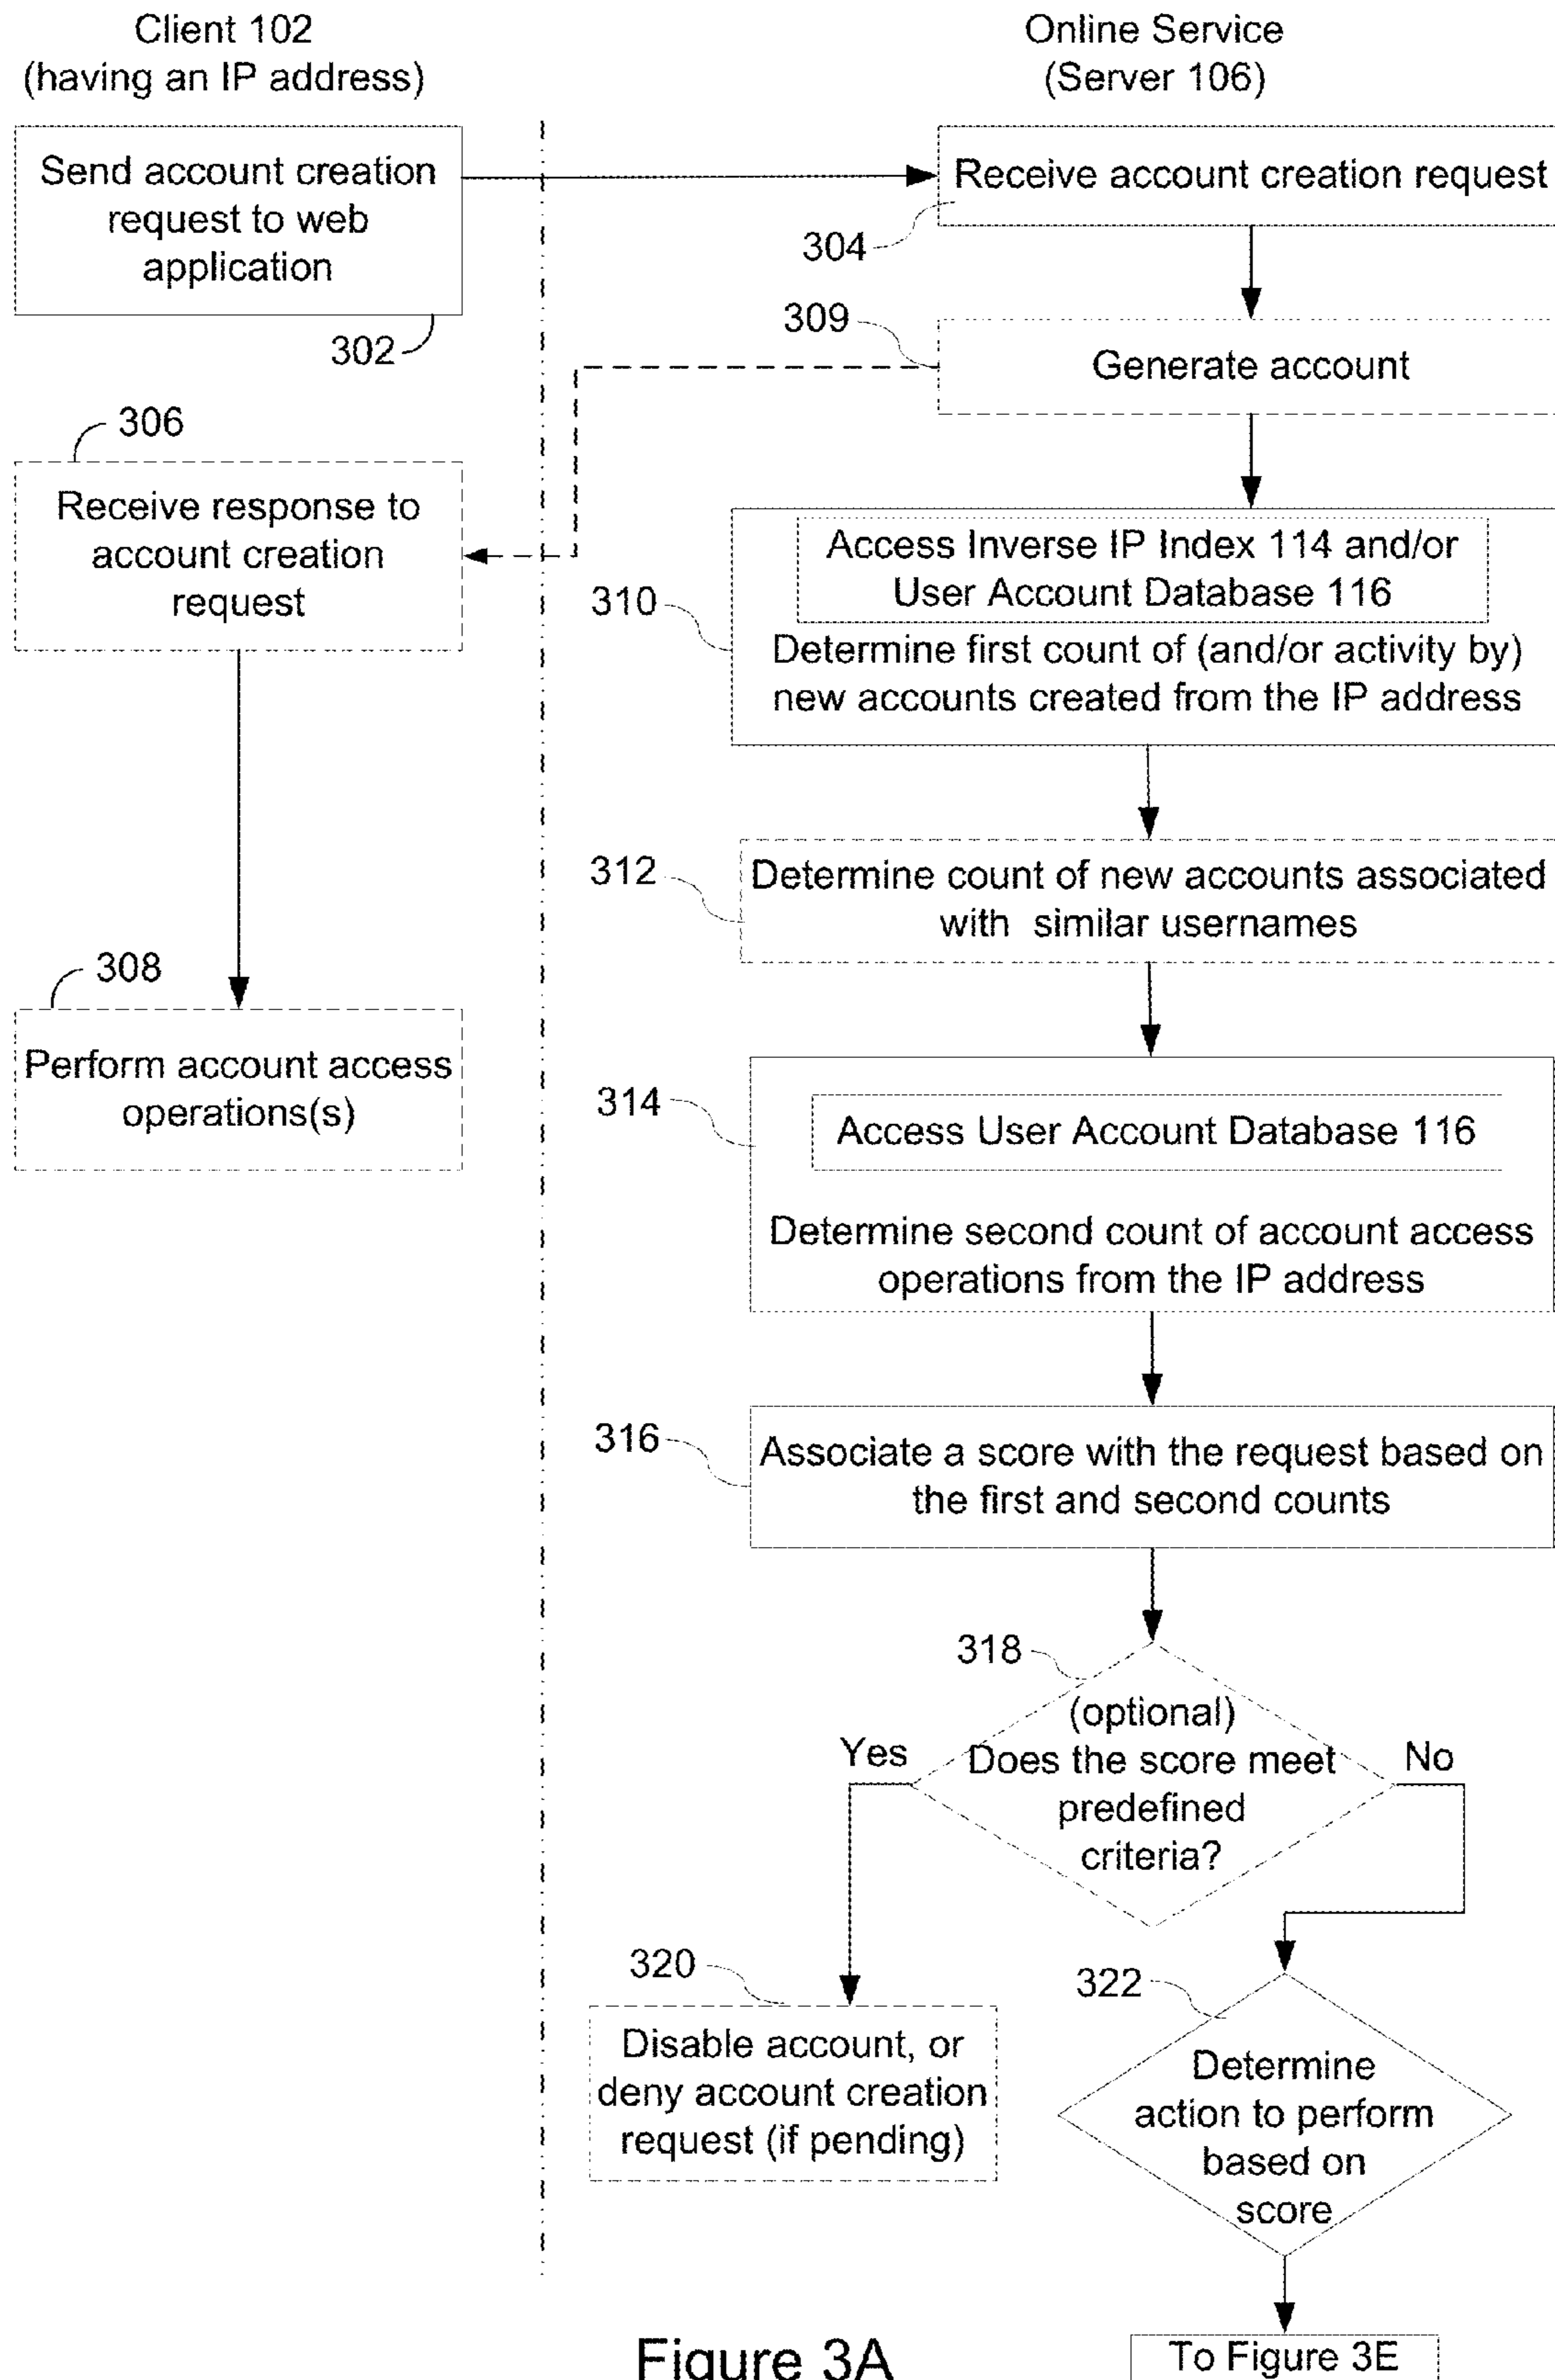 Client 102
(having an IP address)
Online Service
(Server 106)
Send account creation
request to web
application
302
Receive account creation request
304
309
Generate account
306
Receive response to
account creation
request
310
Access Inverse IP Index 114 and/or
User Account Database 116
Determine first count of (and/or activity by)
new accounts created from the IP address
312
Determine count of new accounts associated
with similar usernames
308
Perform account access
operations(s)
314
Access User Account Database 116
Determine second count of account access
operations from the IP address
316
Associate a score with the request based on
the first and second counts
318
(optional)
Does the score meet
predefined
criteria?
Yes
No
320
Disable account, or
deny account creation
request (if pending)
322
Determine
action to perform
based on
score
To Figure 3E
Figure 3A